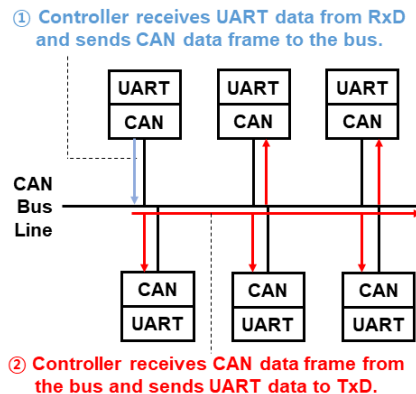 ① Controller receives UART data from RxD
and sends CAN data frame to the bus.
UART
CAN
UART
CAN
UART
CAN
CAN
Bus
Line
CAN
UART
CAN
UART
CAN
UART
② Controller receives CAN data frame from
the bus and sends UART data to TxD.